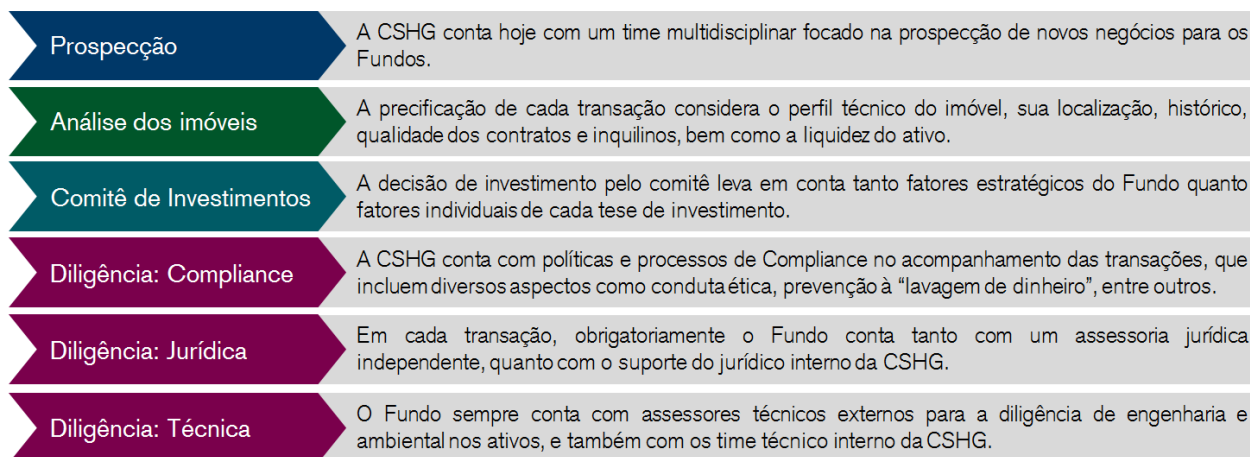 Prospecção
A CSHG conta hoje com um time multidisciplinar focado na prospecção de novos negócios para os
Fundos.
Análise dos imóveis
A precificação de cada transação considera o perfil técnico do imóvel, sua localização, histórico,
qualidade dos contratos e inquilinos, bem como a liquidez do ativo.
Comitê de Investimentos
A decisão de investimento pelo comitê leva em conta tanto fatores estratégicos do Fundo quanto
fatores individuais de cada tese de investimento.
Diligência: Compliance
A CSHG conta com políticas e processos de Compliance no acompanhamento das transações, que
incluem diversos aspectos como conduta ética, prevenção à “lavagem de dinheiro”, entre outros.
Diligência: Jurídica
Em cada transação, obrigatoriamente o Fundo conta tanto com um assessoria jurídica
independente, quanto com o suporte do jurídico interno da CSHG.
Diligência: Técnica
O Fundo sempre conta com assessores técnicos externos para a diligência de engenharia e
ambiental nos ativos, e também com os time técnico interno da CSHG.